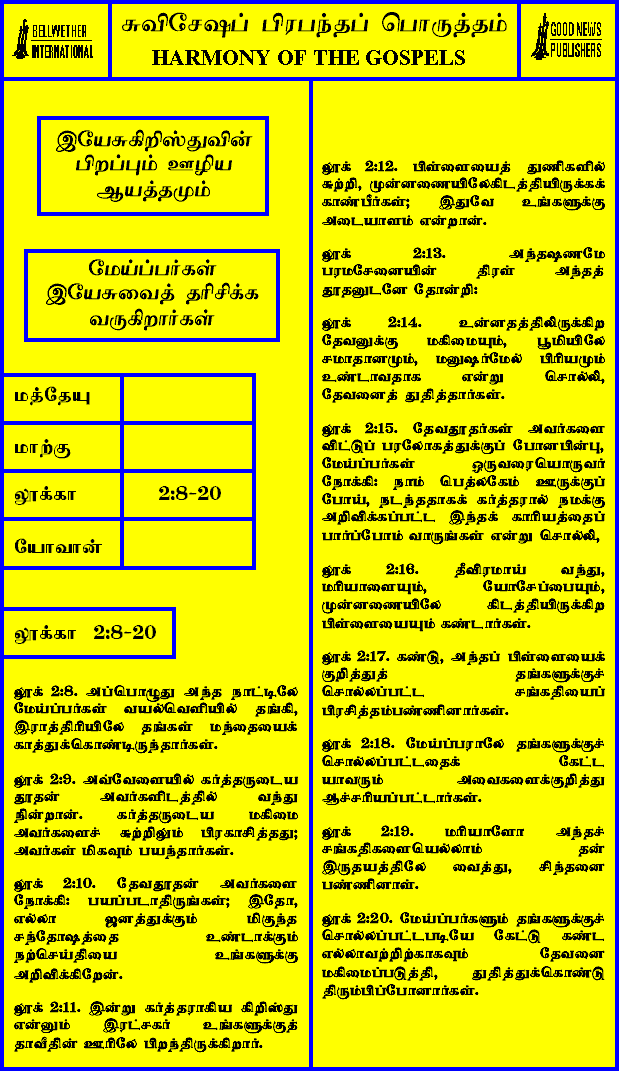 BELLWETHER
INTERNATIONAL
சுவிசேஷப் பிரபந்தப் பொருத்தம்
HARMONY OF THE GOSPELS
GOOD NEWS
PUBLISHERS
இயேசுகிறிஸ்துவின்
பிறப்பும் ஊழிய
ஆயத்தமும்
மேய்ப்பர்கள்
இயேசுவைத் தரிசிக்க
வருகிறார்கள்
மத்தேயு
மாற்கு
லூக்கா 2:8-20
யோவான்
லூக்கா 2:8-20
லூக் 2:8. அப்பொழுது அந்த நாட்டிலே
மேய்ப்பர்கள் வயல்வெளியில் தங்கி,
இராத்திரியிலே தங்கள் மந்தையைக்
காத்துக்கொண்டிருந்தார்கள்.
லூக் 2:9. அவ்வேளையில் கர்த்தருடைய
தூதன் அவர்களிடத்தில் வந்து
நின்றான். கர்த்தருடைய மகிமை
அவர்களைச் சுற்றிலும் பிரகாசித்தது;
அவர்கள் மிகவும் பயந்தார்கள்.
லூக் 2:10. தேவதூதன் அவர்களை
நோக்கி: பயப்படாதிருங்கள்; இதோ,
எல்லா ஜனத்துக்கும் மிகுந்த
சந்தோஷத்தை உண்டாக்கும்
நற்செய்தியை உங்களுக்கு
அறிவிக்கிறேன்.
லூக் 2:11. இன்று கர்த்தராகிய கிறிஸ்து
என்னும் இரட்சகர் உங்களுக்குத்
தாவீதின் ஊரிலே பிறந்திருக்கிறார்.
லூக் 2:12. பிள்ளையைத் துணிகளில்
சுற்றி, முன்னணையிலேகிடத்தியிருக்கக்
காண்பீர்கள்; இதுவே உங்களுக்கு
அடையாளம் என்றான்.
லூக் 2:13. அந்தஷணமே
பரமசேனையின் திரள் அந்தத்
தூதனுடனே தோன்றி:
லூக் 2:14. உன்னதத்திலிருக்கிற
தேவனுக்கு மகிமையும், பூமியிலே
சமாதானமும், மனுஷர்மேல் பிரியமும்
உண்டாவதாக என்று சொல்லி,
தேவனைத் துதித்தார்கள்.
லூக் 2:15. தேவதூதர்கள் அவர்களை
விட்டுப் பரலோகத்துக்குப் போனபின்பு,
மேய்ப்பர்கள் ஒருவரையொருவர்
நோக்கி: நாம் பெத்லகேம் ஊருக்குப்
போய், நடந்ததாகக் கர்த்தரால் நமக்கு
அறிவிக்கப்பட்ட இந்தக் காரியத்தைப்
பார்ப்போம் வாருங்கள் என்று சொல்லி,
லூக் 2:16. தீவிரமாய் வந்து,
மரியாளையும், யோசேப்பையும்,
முன்னணையிலே கிடத்தியிருக்கிற
பிள்ளையையும் கண்டார்கள்.
லூக் 2:17. கண்டு, அந்தப் பிள்ளையைக்
குறித்துத் தங்களுக்குச்
சொல்லப்பட்ட சங்கதியைப்
பிரசித்தம்பண்ணினார்கள்.
லூக் 2:18. மேய்ப்பராலே தங்களுக்குச்
சொல்லப்பட்டதைக் கேட்ட
யாவரும் அவைகளைக்குறித்து
ஆச்சரியப்பட்டார்கள்.
லூக் 2:19. மரியாளோ அந்தச்
சங்கதிகளையெல்லாம் தன்
இருதயத்திலே வைத்து, சிந்தனை
பண்ணினாள்.
லூக் 2:20. மேய்ப்பர்களும் தங்களுக்குச்
சொல்லப்பட்டபடியே கேட்டு கண்ட
எல்லாவற்றிற்காகவும் தேவனை
மகிமைப்படுத்தி, துதித்துக்கொண்டு
திரும்பிப்போனார்கள்.